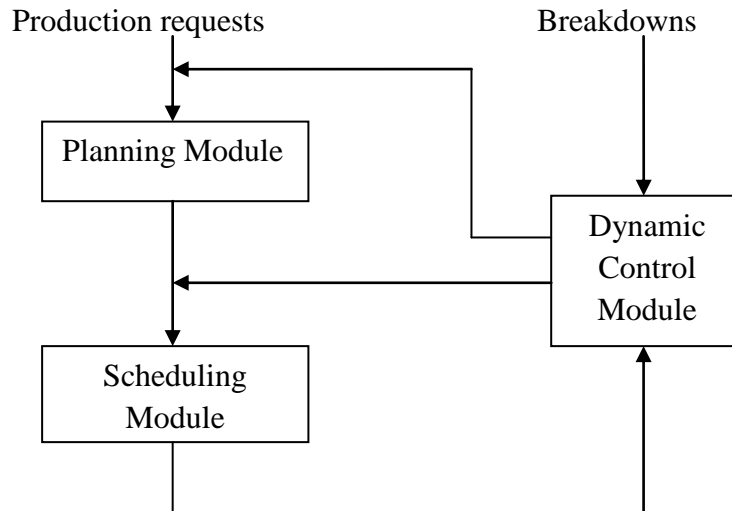 Production requests
Breakdowns
Planning Module
Dynamic
Control
Module
Scheduling
Module